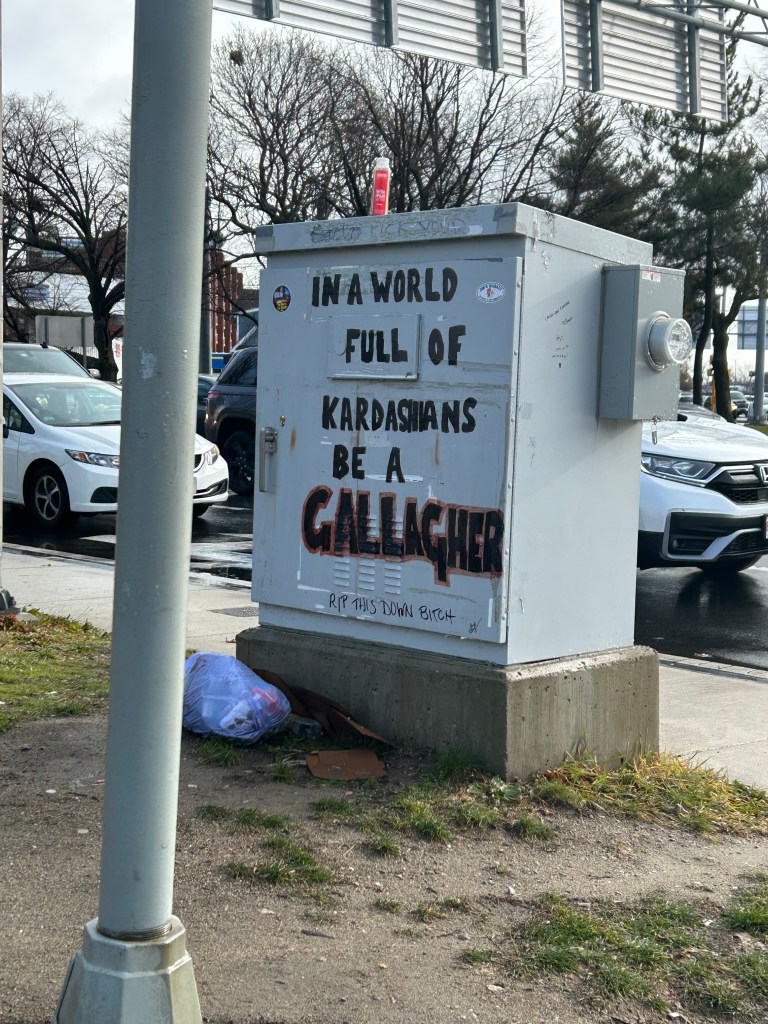 IN A WORLD
FULL OF
KARDASHIANS
BE A
GALLAGHER
RIP THIS DOWN BITCH